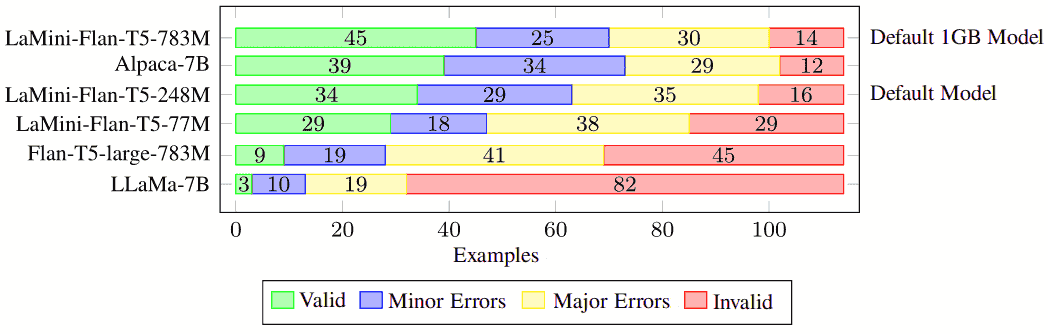 LaMini-Flan-T5-783M 45 25 30 14 Default 1GB Model
Alpaca-7B 39 34 29 12
LaMini-Flan-T5-248M 34 29 35 16 Default Model
LaMini-Flan-T5-77M 29 18 38 29
Flan-T5-large-783M 9 19 41 45
LLaMa-7B 3 10 19 82
0 20 40 60 80 100
Examples
Valid Minor Errors Major Errors Invalid